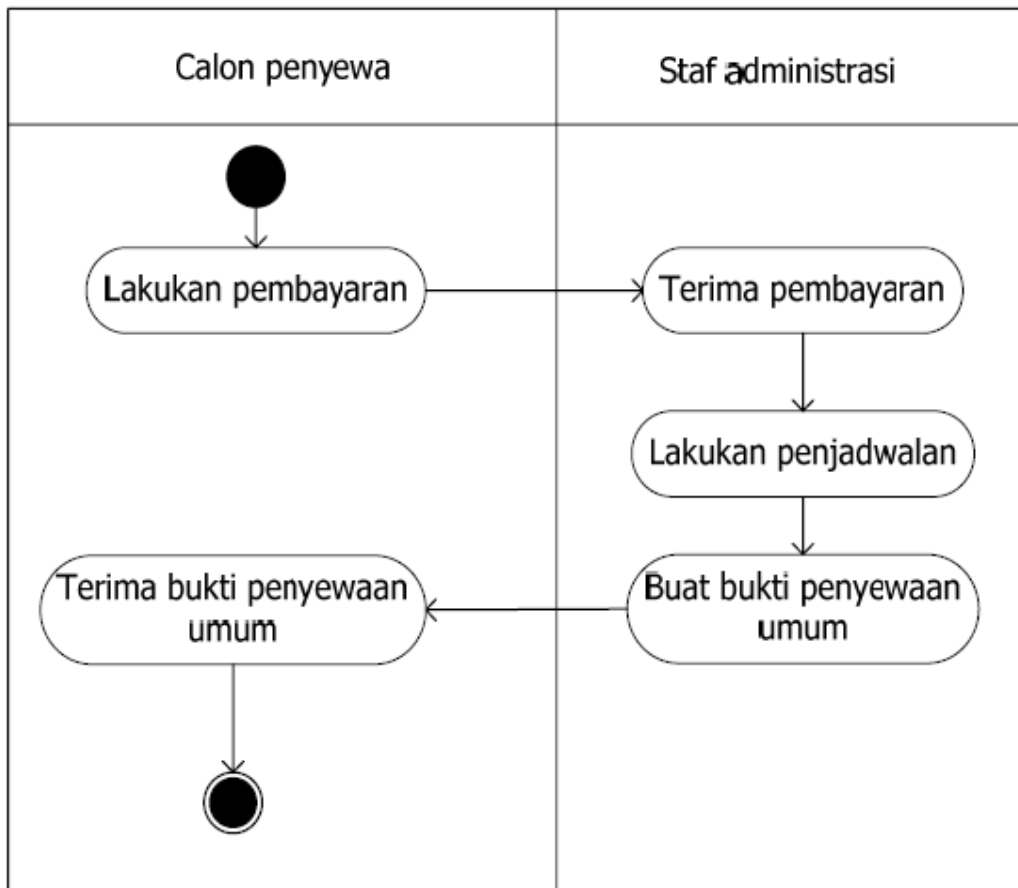 Calon penyewa
Staf administrasi
Lakukan pembayaran
Terima pembayaran
Lakukan penjadwalan
Buat bukti penyewaan
umum
Terima bukti penyewaan
umum